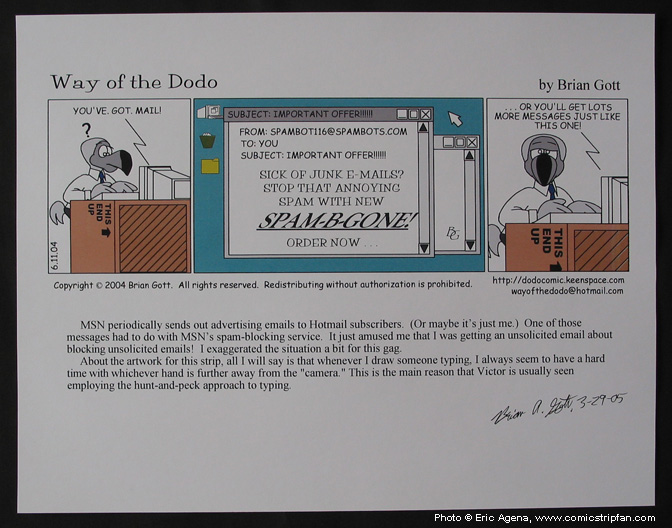 Way of the Dodo
by Brian Gott
YOU'VE. GOT. MAIL!
?
THIS
END
UP
6.11.04
SUBJECT: IMPORTANT OFFER!!!!!!
FROM: SPAMBOT116@SPAMBOTS.COM
TO: YOU
SUBJECT: IMPORTANT OFFER!!!!!!
SICK OF JUNK E-MAILS?
STOP THAT ANNOYING
SPAM WITH NEW
SPAM-B-GONE!
ORDER NOW . . .
BG
. . . OR YOU'LL GET LOTS
MORE MESSAGES JUST LIKE
THIS ONE!
THIS
END
UP
Copyright © 2004 Brian Gott. All rights reserved. Redistributing without authorization is prohibited.
http://dodocomic.keenspace.com
wayofthedodo@hotmail.com
MSN periodically sends out advertising emails to Hotmail subscribers. (Or maybe it's just me.) One of those
messages had to do with MSN's spam-blocking service. It just amused me that I was getting an unsolicited email about
blocking unsolicited emails! I exaggerated the situation a bit for this gag.
About the artwork for this strip, all I will say is that whenever I draw someone typing, I always seem to have a hard
time with whichever hand is further away from the "camera." This is the main reason that Victor is usually seen
employing the hunt-and-peck approach to typing.
Brian A. Gott, 3-29-05
Photo © Eric Agena, www.comicstripfan.com